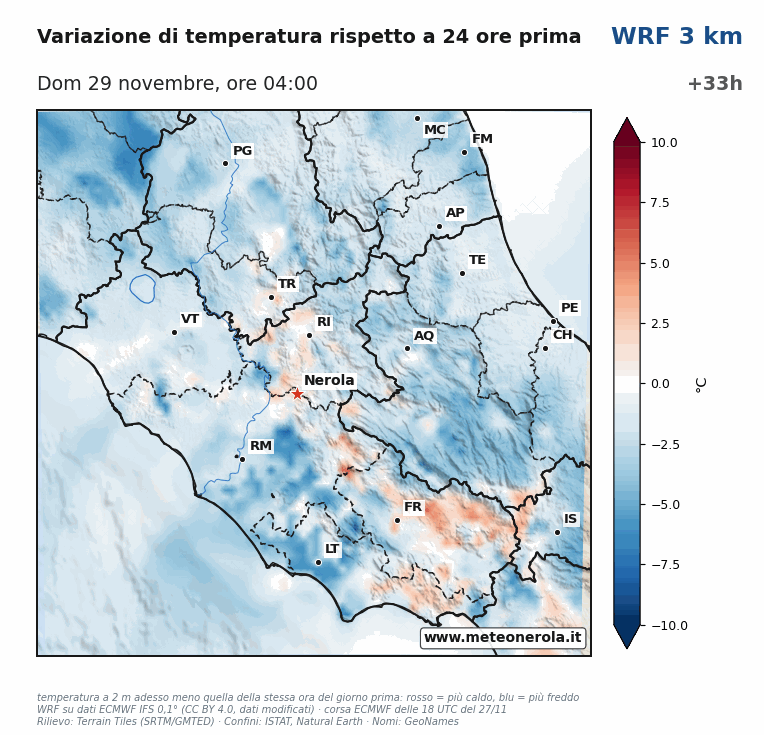 Variazione di temperatura rispetto a 24 ore prima
WRF 3 km
Dom 29 novembre, ore 04:00
+33h
MC
FM
PG
AP
TE
TR
PE
VT
RI
AQ
CH
Nerola
RM
FR
IS
LT
www.meteonerola.it
10.0
7.5
5.0
2.5
0.0
−2.5
−5.0
−7.5
−10.0
°C
temperatura a 2 m adesso meno quella della stessa ora del giorno prima: rosso = più caldo, blu = più freddo
WRF su dati ECMWF IFS 0,1° (CC BY 4.0, dati modificati) · corsa ECMWF delle 18 UTC del 27/11
Rilievo: Terrain Tiles (SRTM/GMTED) · Confini: ISTAT, Natural Earth · Nomi: GeoNames